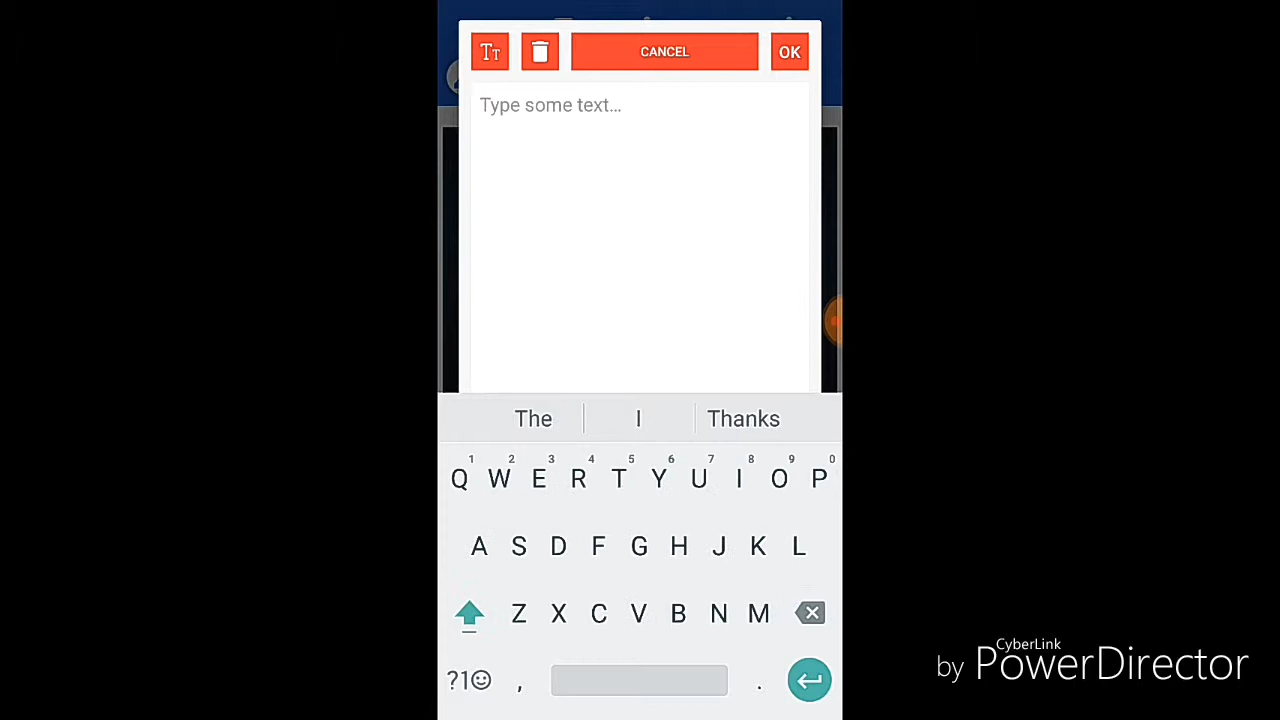 TT CANCEL OK
Type some text...
The I Thanks
1 2 3 4 5 6 7 8 9 0
Q W E R T Y U I O P
A S D F G H J K L
Z X C V B N M
?1☺ , .
CyberLink
by PowerDirector